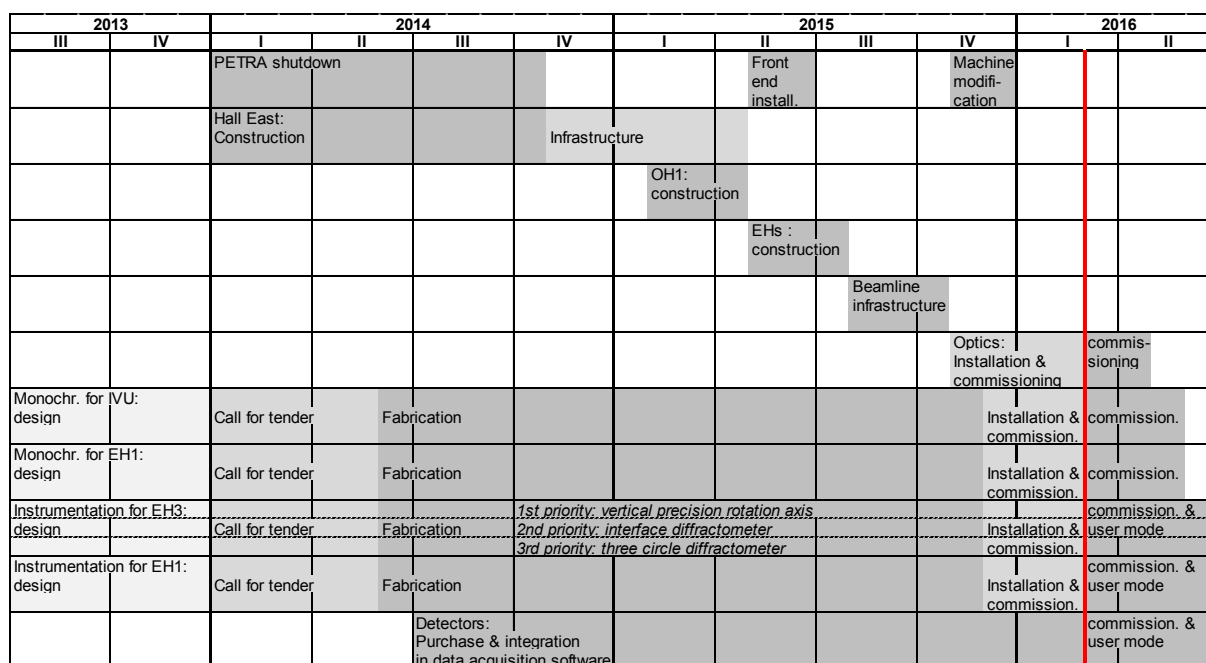 2013 2014 2015 2016
III IV I II III IV I II III IV I II
PETRA shutdown
Front
end
install.
Machine
modifi-
cation
Hall East:
Construction
Infrastructure
OH1:
construction
EHs :
construction
Beamline
infrastructure
Optics:
Installation &
commissioning
commis-
sioning
Monochr. for IVU:
design
Call for tender
Fabrication
Installation &
commission.
commission.
Monochr. for EH1:
design
Call for tender
Fabrication
Installation &
commission.
commission.
Instrumentation for EH3:
design
Call for tender
Fabrication
1st priority: vertical precision rotation axis
2nd priority: interface diffractometer
3rd priority: three circle diffractometer
Installation &
commission.
commission. &
user mode
Instrumentation for EH1:
design
Call for tender
Fabrication
Installation &
commission.
commission. &
user mode
Detectors:
Purchase & integration
in data acquisition software
commission. &
user mode